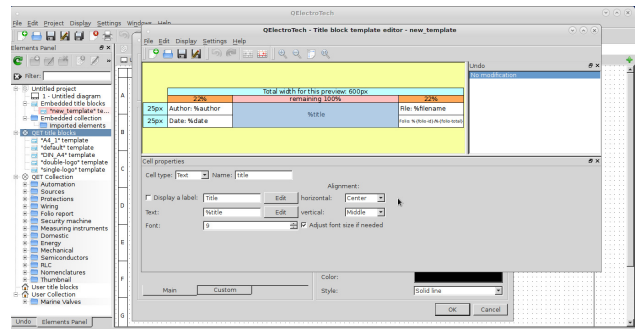 QElectroTech
File Edit Project Display Settings Windows Help
QElectroTech - Title block template editor - new_template
File Edit Display Settings Help
Elements Panel
Filter:
Untitled project
1 - Untitled diagram
Embedded title blocks
"new_template" te...
Embedded collection
Imported elements
QET title blocks
"A4_1" template
"default" template
"DIN_A4" template
"double-logo" template
"single-logo" template
QET Collection
Automation
Sources
Protections
Wiring
Folio report
Security machine
Measuring instruments
Domestic
Energy
Mechanical
Semiconductors
RLC
Nomenclatures
Thumbnail
User title blocks
User Collection
Marine Valves
Undo Elements Panel
A
B
C
D
E
F
G
Total width for this preview: 600px
22% remaining 100% 22%
25px Author: %author %title File: %filename
25px Date: %date Folio: % {folio-id}/% {folio-total}
Undo
No modification
Cell properties
Cell type: Text Name: title
Alignment:
Display a label: Title Edit horizontal: Center
Text: %title Edit vertical: Middle
Font: 9 Adjust font size if needed
Color:
Main Custom Style: Solid line
OK Cancel